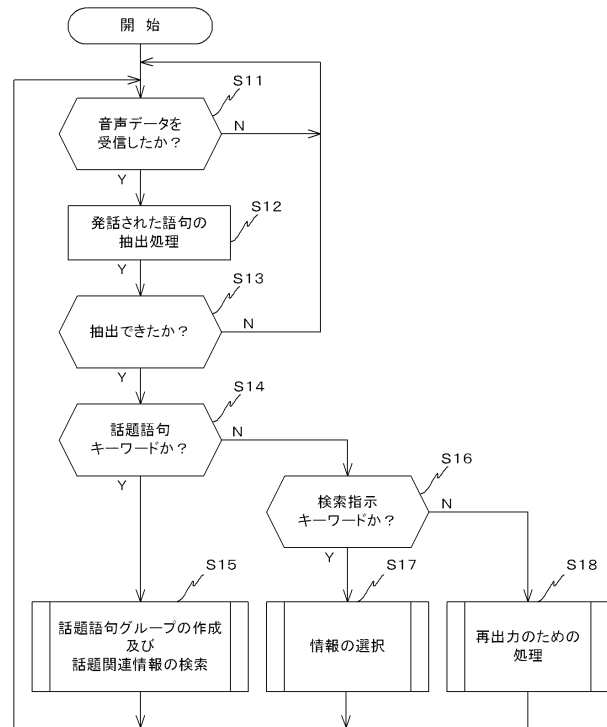 開 始
S11
音声データを
受信したか？
N
Y
S12
発話された語句の
抽出処理
Y
S13
抽出できたか？
N
Y
S14
話題語句
キーワードか？
N
Y
S16
検索指示
キーワードか？
N
Y
S15
話題語句グループの作成
及び
話題関連情報の検索
S17
情報の選択
S18
再出力のための
処理